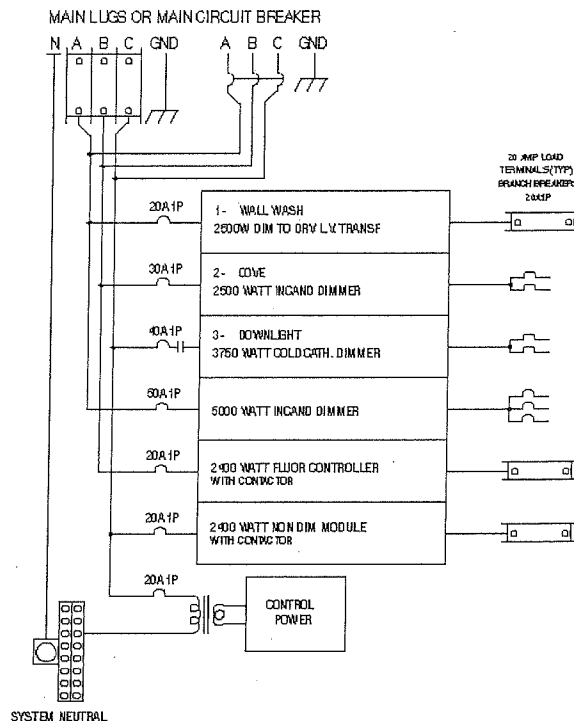 MAIN LUGS OR MAIN CIRCUIT BREAKER
N A B C GND
A B C GND
20 AMP LOAD
TERMINALS (TYP)
BRANCH BREAKERS
20A1P
20A1P
1- WALL WASH
2500W DIM TO DRV L.V. TRANSF
30A1P
2- COVE
2500 WATT INCAND DIMMER
40A1P
3- DOWNLIGHT
3750 WATT COLD CATH. DIMMER
50A1P
5000 WATT INCAND DIMMER
20A1P
2400 WATT FLUOR CONTROLLER
WITH CONTACTOR
20A1P
2400 WATT NON DIM MODULE
WITH CONTACTOR
20A1P
CONTROL
POWER
SYSTEM NEUTRAL